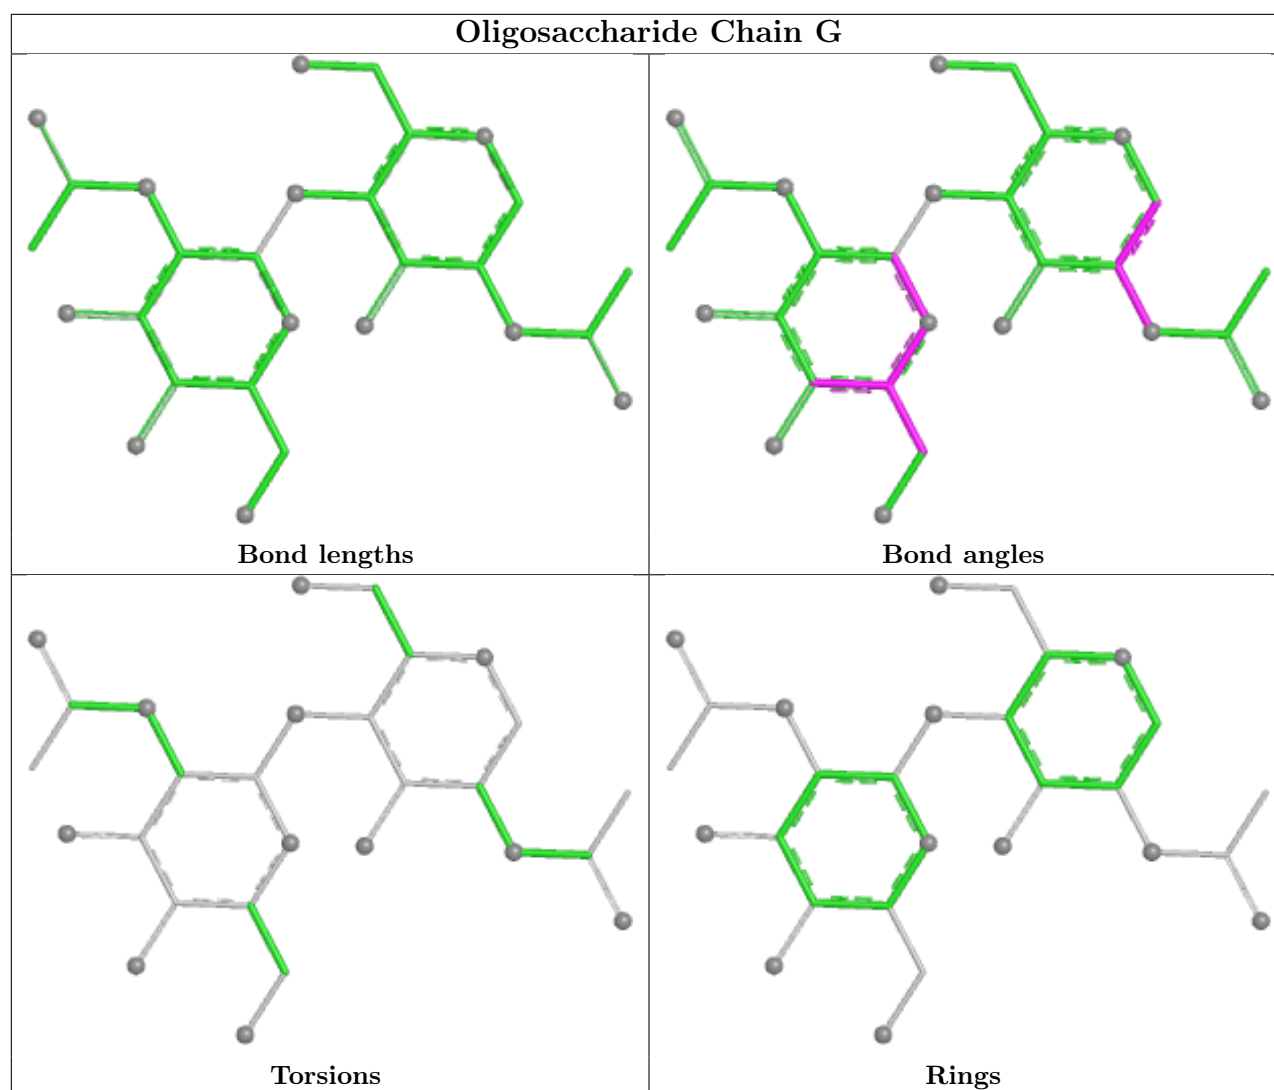 Oligosaccharide Chain G
Bond lengths
Bond angles
Torsions
Rings